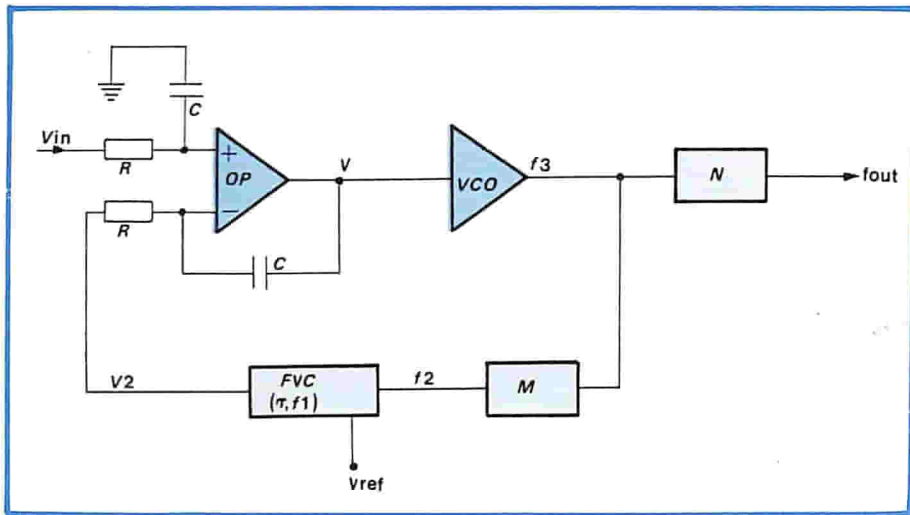 C
Vin
R
+
OP
−
V
VCO
f3
N
fout
R
C
V2
FVC
(τ,f1)
f2
M
Vref